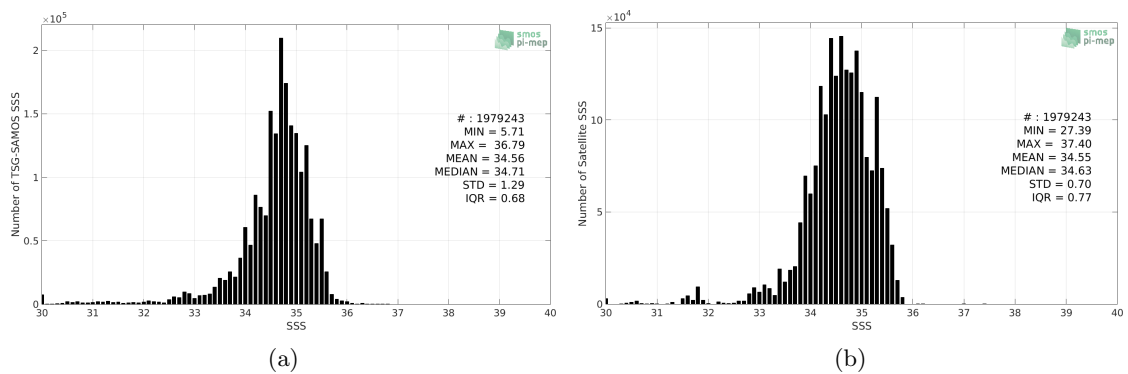 ×10^5
2
1.5
1
0.5
0
Number of TSG-SAMOS SSS
30 31 32 33 34 35 36 37 38 39 40
SSS
smos
pi-mep
# : 1979243
MIN = 5.71
MAX = 36.79
MEAN = 34.56
MEDIAN = 34.71
STD = 1.29
IQR = 0.68
(a)
×10^4
15
10
5
0
Number of Satellite SSS
30 31 32 33 34 35 36 37 38 39 40
SSS
smos
pi-mep
# : 1979243
MIN = 27.39
MAX = 37.40
MEAN = 34.55
MEDIAN = 34.63
STD = 0.70
IQR = 0.77
(b)